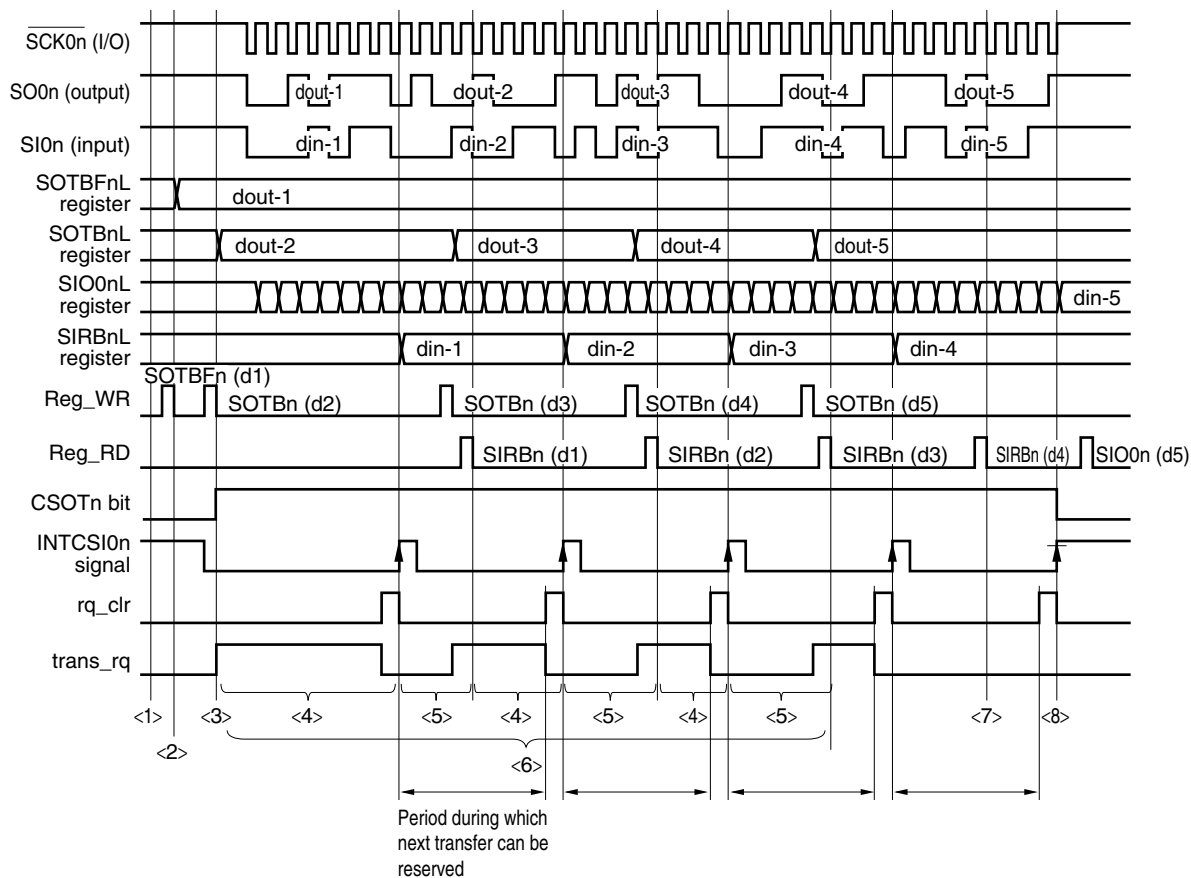 SCK0n (I/O)
SO0n (output)
dout-1 dout-2 dout-3 dout-4 dout-5
SI0n (input)
din-1 din-2 din-3 din-4 din-5
SOTBFnL
register
dout-1
SOTBnL
register
dout-2 dout-3 dout-4 dout-5
SIO0nL
register
din-5
SIRBnL
register
din-1 din-2 din-3 din-4
SOTBFn (d1)
Reg_WR
SOTBn (d2) SOTBn (d3) SOTBn (d4) SOTBn (d5)
Reg_RD
SIRBn (d1) SIRBn (d2) SIRBn (d3) SIRBn (d4) SIO0n (d5)
CSOTn bit
INTCSI0n
signal
rq_clr
trans_rq
<1> <3> <4> <5> <4> <5> <4> <5> <7> <8>
<2>
<6>
Period during which
next transfer can be
reserved